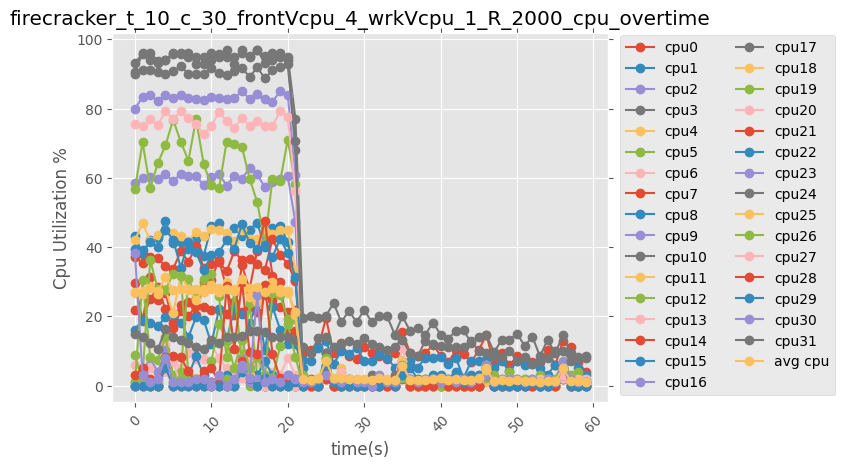 firecracker_t_10_c_30_frontVcpu_4_wrkVcpu_1_R_2000_cpu_overtime
Cpu Utilization %
100
80
60
40
20
0
0
10
20
30
40
50
60
time(s)
cpu0
cpu1
cpu2
cpu3
cpu4
cpu5
cpu6
cpu7
cpu8
cpu9
cpu10
cpu11
cpu12
cpu13
cpu14
cpu15
cpu16
cpu17
cpu18
cpu19
cpu20
cpu21
cpu22
cpu23
cpu24
cpu25
cpu26
cpu27
cpu28
cpu29
cpu30
cpu31
avg cpu